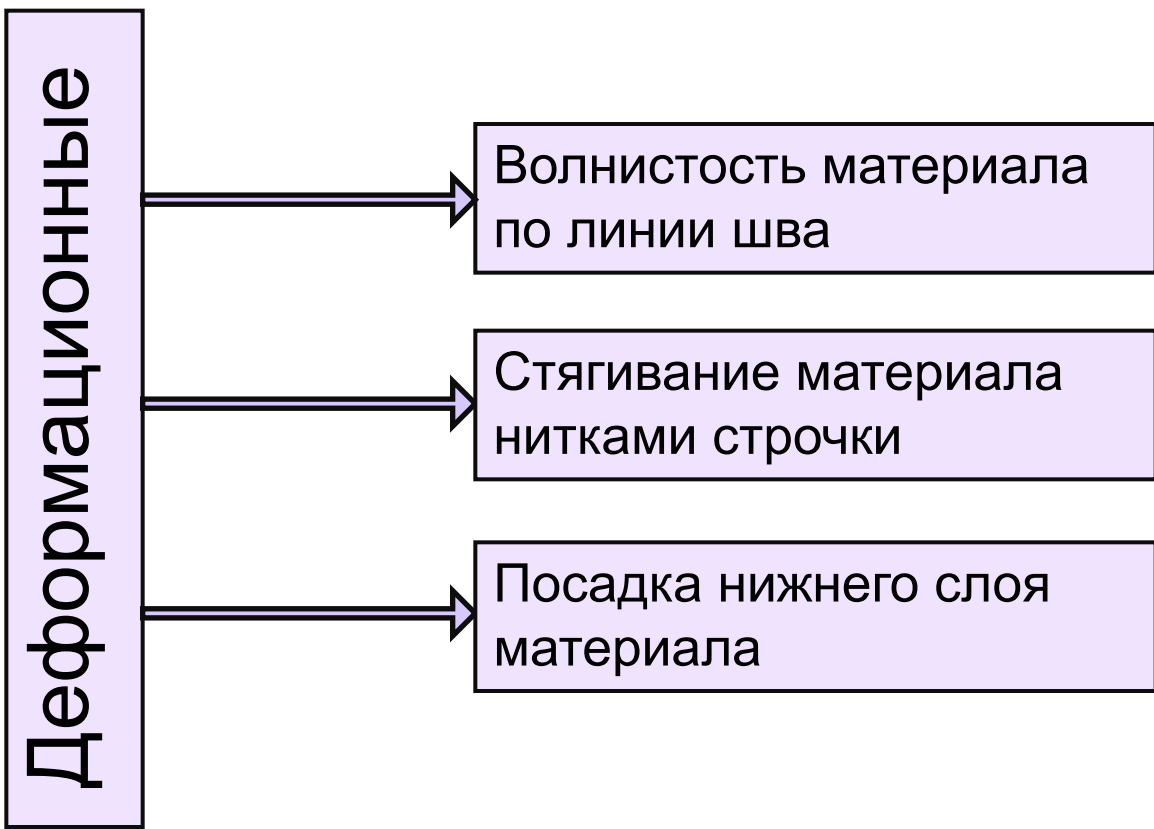 Деформационные
Волнистость материала
по линии шва
Стягивание материала
нитками строчки
Посадка нижнего слоя
материала